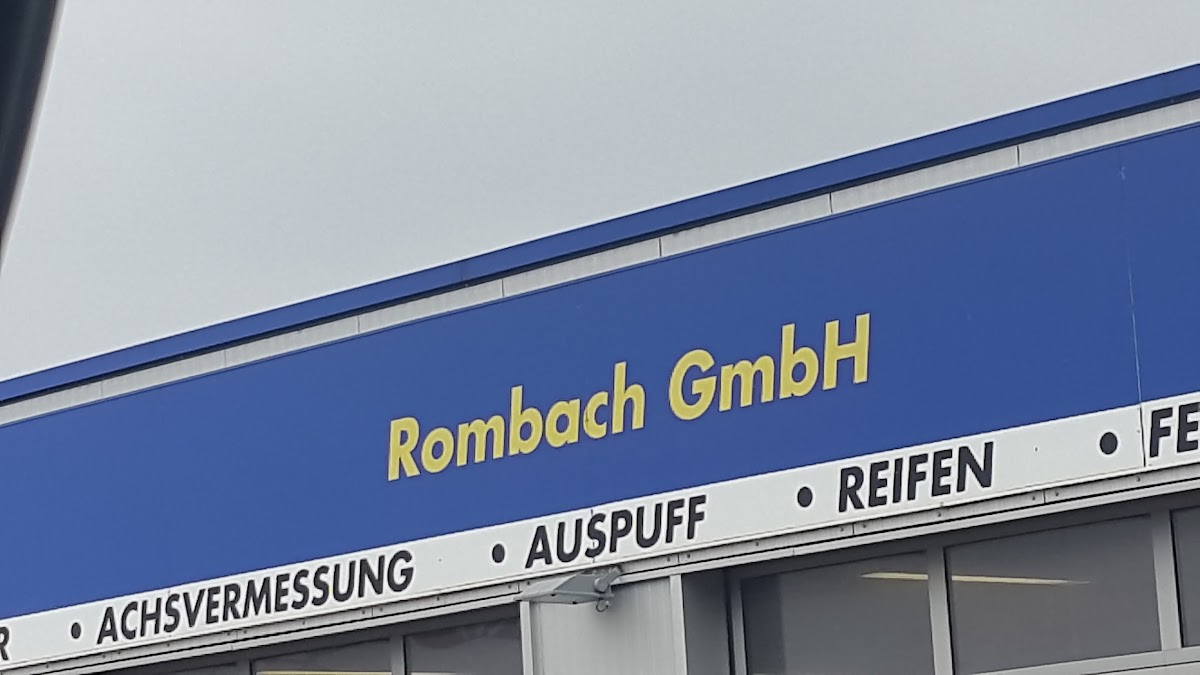 Rombach GmbH
• ACHSVERMESSUNG • AUSPUFF • REIFEN •